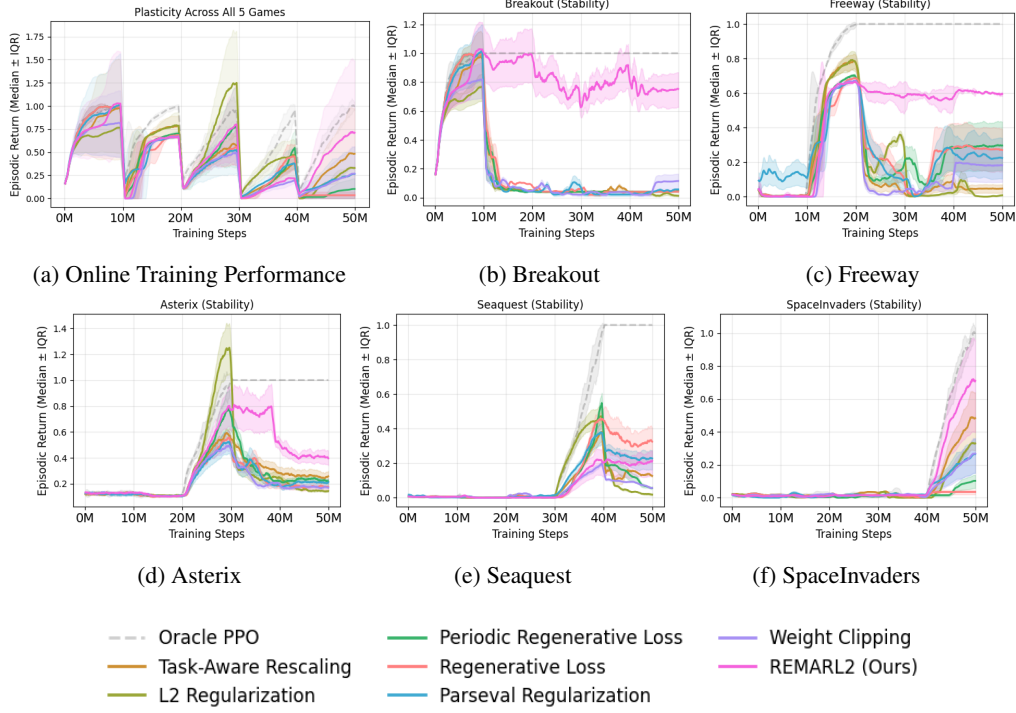 Plasticity Across All 5 Games
Episodic Return (Median ± IQR)
1.75
1.50
1.25
1.00
0.75
0.50
0.25
0.00
0M 10M 20M 30M 40M 50M
Training Steps
(a) Online Training Performance
Breakout (Stability)
Episodic Return (Median ± IQR)
1.2
1.0
0.8
0.6
0.4
0.2
0.0
0M 10M 20M 30M 40M 50M
Training Steps
(b) Breakout
Freeway (Stability)
Episodic Return (Median ± IQR)
1.0
0.8
0.6
0.4
0.2
0.0
0M 10M 20M 30M 40M 50M
Training Steps
(c) Freeway
Asterix (Stability)
Episodic Return (Median ± IQR)
1.4
1.2
1.0
0.8
0.6
0.4
0.2
0M 10M 20M 30M 40M 50M
Training Steps
(d) Asterix
Seaquest (Stability)
Episodic Return (Median ± IQR)
1.0
0.8
0.6
0.4
0.2
0.0
0M 10M 20M 30M 40M 50M
Training Steps
(e) Seaquest
SpaceInvaders (Stability)
Episodic Return (Median ± IQR)
1.0
0.8
0.6
0.4
0.2
0.0
0M 10M 20M 30M 40M 50M
Training Steps
(f) SpaceInvaders
Oracle PPO
Task-Aware Rescaling
L2 Regularization
Periodic Regenerative Loss
Regenerative Loss
Parseval Regularization
Weight Clipping
REMARL2 (Ours)